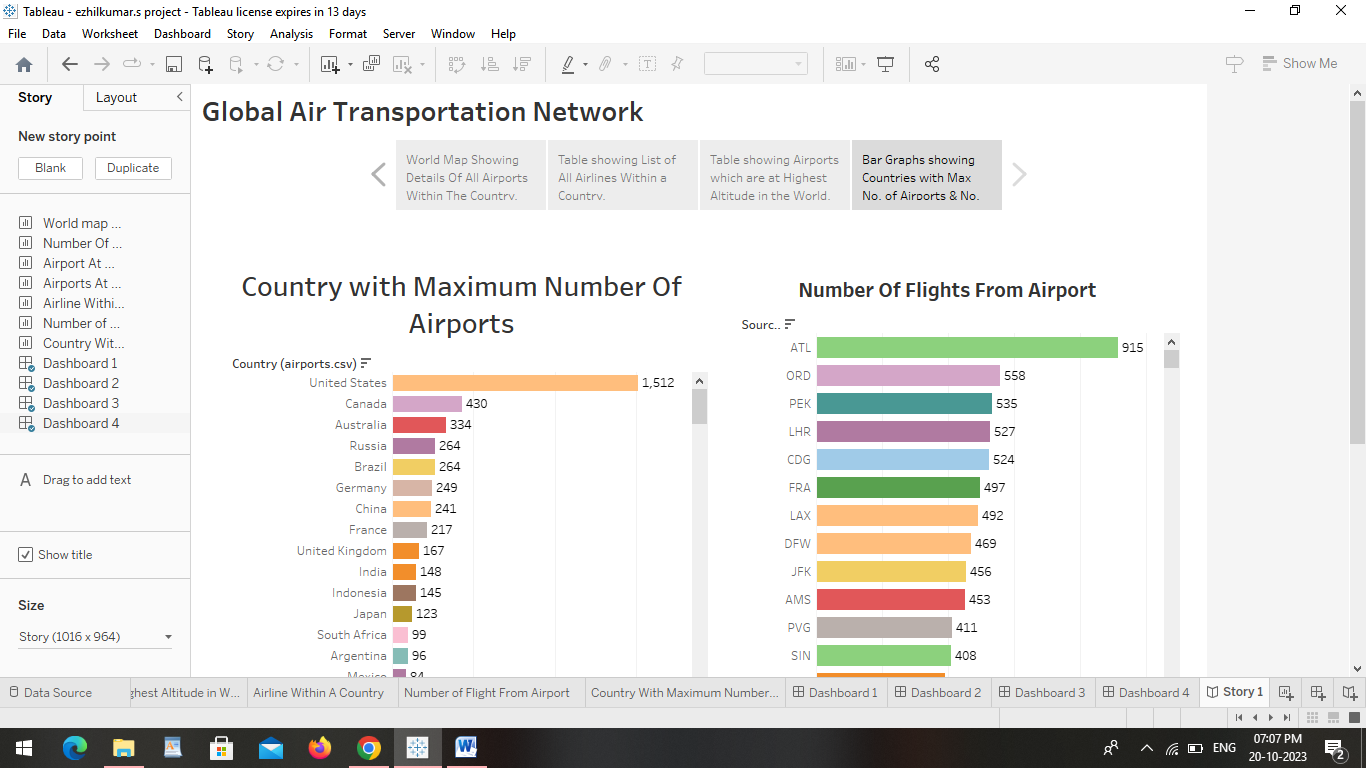 Tableau - ezhilkumar.s project - Tableau license expires in 13 days
File Data Worksheet Dashboard Story Analysis Format Server Window Help
Show Me
Story Layout
New story point
Blank Duplicate
World map ...
Number Of ...
Airport At ...
Airports At ...
Airline Withi...
Number of ...
Country Wit...
Dashboard 1
Dashboard 2
Dashboard 3
Dashboard 4
A Drag to add text
Show title
Size
Story (1016 x 964)
Global Air Transportation Network
World Map Showing
Details Of All Airports
Within The Country.
Table showing List of
All Airlines Within a
Country.
Table showing Airports
which are at Highest
Altitude in the World.
Bar Graphs showing
Countries with Max
No. of Airports & No.
Country with Maximum Number Of
Airports
Country (airports.csv)
United States 1,512
Canada 430
Australia 334
Russia 264
Brazil 264
Germany 249
China 241
France 217
United Kingdom 167
India 148
Indonesia 145
Japan 123
South Africa 99
Argentina 96
Mexico 84
Number Of Flights From Airport
Sourc..
ATL 915
ORD 558
PEK 535
LHR 527
CDG 524
FRA 497
LAX 492
DFW 469
JFK 456
AMS 453
PVG 411
SIN 408
Data Source ghest Altitude in W... Airline Within A Country Number of Flight From Airport Country With Maximum Number... Dashboard 1 Dashboard 2 Dashboard 3 Dashboard 4 Story 1
W ENG 07:07 PM
20-10-2023 2